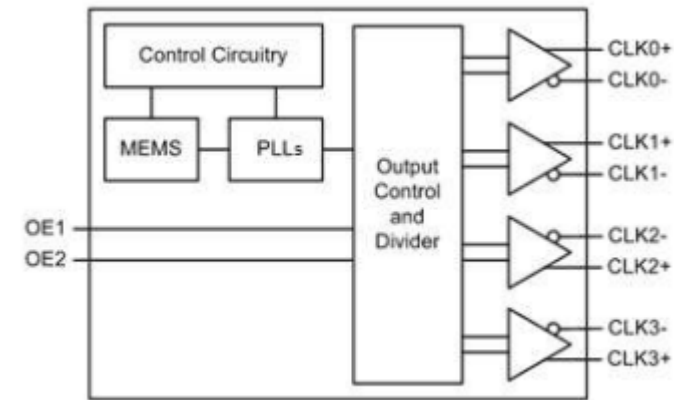 Control Circuitry
MEMS
PLLs
Output
Control
and
Divider
OE1
OE2
CLK0+
CLK0-
CLK1+
CLK1-
CLK2-
CLK2+
CLK3-
CLK3+